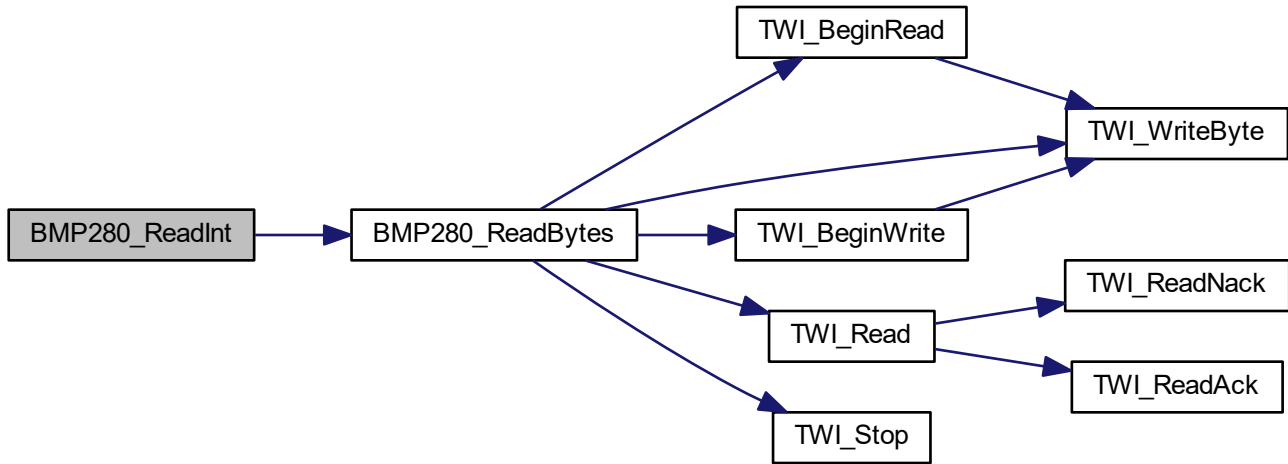 TWI_BeginRead
TWI_WriteByte
BMP280_ReadInt
BMP280_ReadBytes
TWI_BeginWrite
TWI_ReadNack
TWI_Read
TWI_ReadAck
TWI_Stop